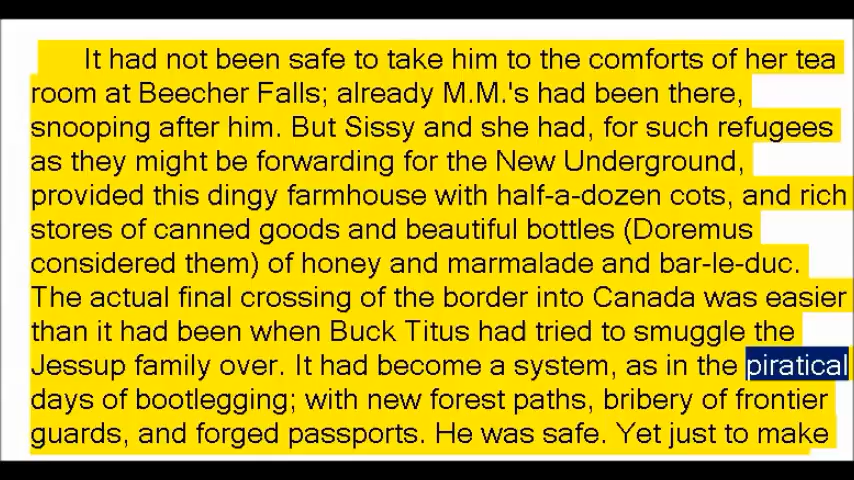 It had not been safe to take him to the comforts of her tea
room at Beecher Falls; already M.M.'s had been there,
snooping after him. But Sissy and she had, for such refugees
as they might be forwarding for the New Underground,
provided this dingy farmhouse with half-a-dozen cots, and rich
stores of canned goods and beautiful bottles (Doremus
considered them) of honey and marmalade and bar-le-duc.
The actual final crossing of the border into Canada was easier
than it had been when Buck Titus had tried to smuggle the
Jessup family over. It had become a system, as in the piratical
days of bootlegging; with new forest paths, bribery of frontier
guards, and forged passports. He was safe. Yet just to make